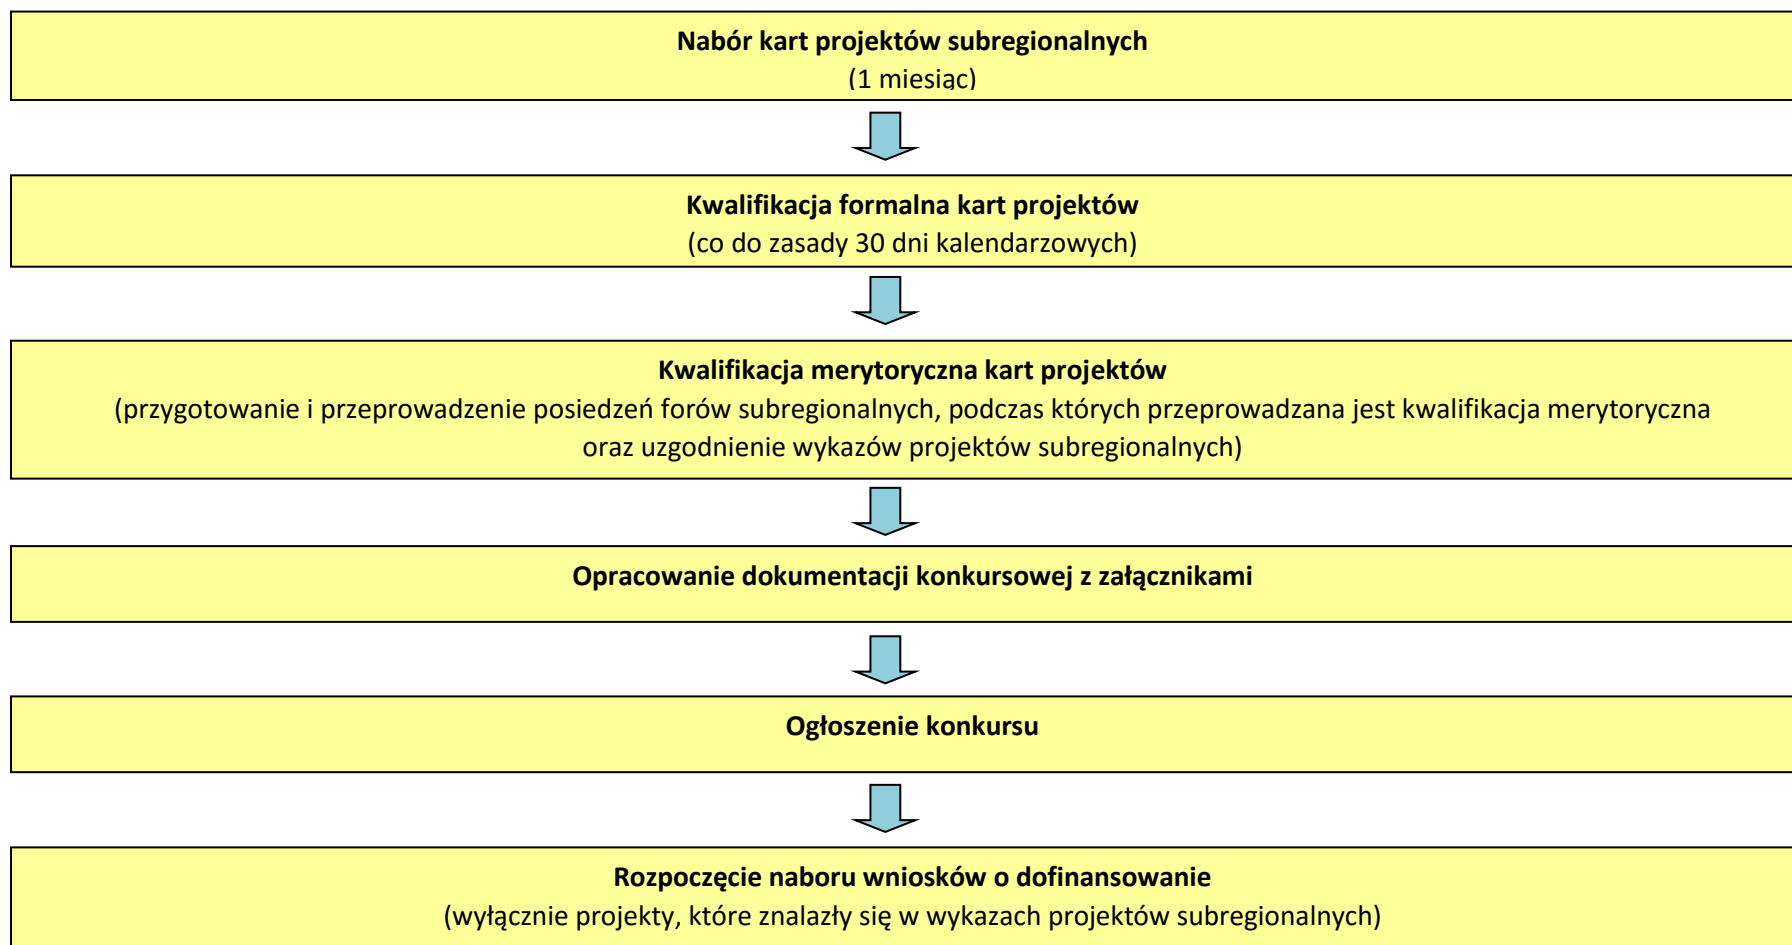 Nabór kart projektów subregionalnych
(1 miesiąc)
Kwalifikacja formalna kart projektów
(co do zasady 30 dni kalendarzowych)
Kwalifikacja merytoryczna kart projektów
(przygotowanie i przeprowadzenie posiedzeń forów subregionalnych, podczas których przeprowadzana jest kwalifikacja merytoryczna
oraz uzgodnienie wykazów projektów subregionalnych)
Opracowanie dokumentacji konkursowej z załącznikami
Ogłoszenie konkursu
Rozpoczęcie naboru wniosków o dofinansowanie
(wyłącznie projekty, które znalazły się w wykazach projektów subregionalnych)